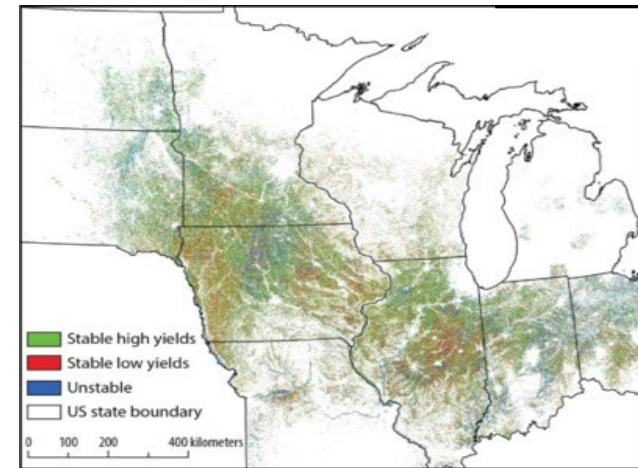 Stable high yields
Stable low yields
Unstable
US state boundary
0 100 200 400 kilometers